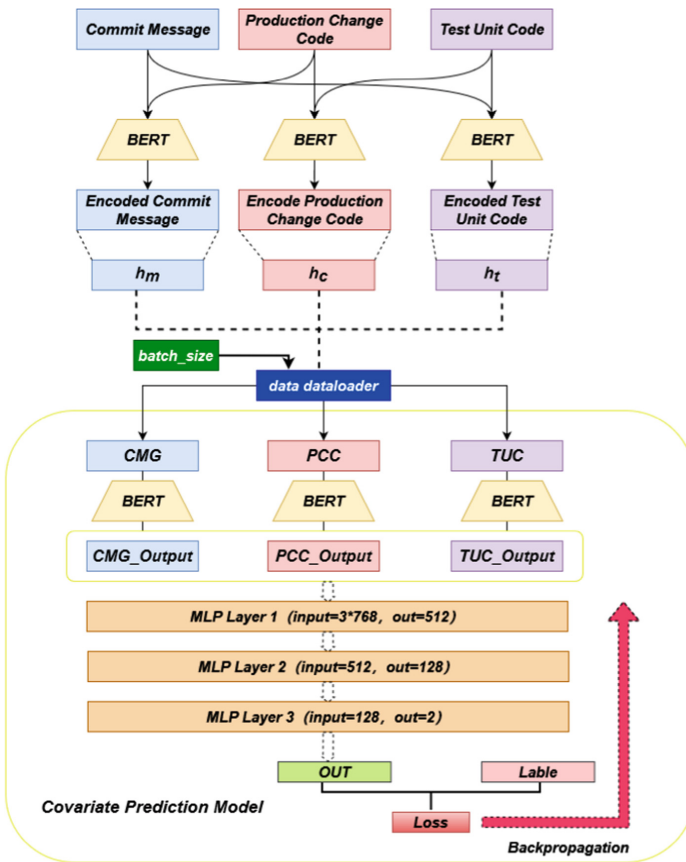 Commit Message
Production Change
Code
Test Unit Code
BERT
BERT
BERT
Encoded Commit
Message
Encode Production
Change Code
Encoded Test
Unit Code
hm
hc
ht
batch_size
data dataloader
CMG
PCC
TUC
BERT
BERT
BERT
CMG_Output
PCC_Output
TUC_Output
MLP Layer 1 (input=3*768, out=512)
MLP Layer 2 (input=512, out=128)
MLP Layer 3 (input=128, out=2)
OUT
Lable
Covariate Prediction Model
Loss
Backpropagation